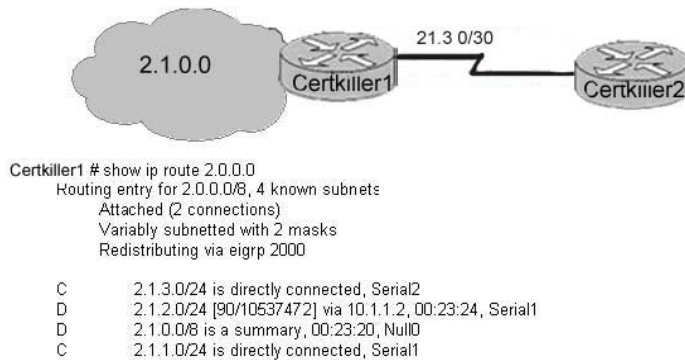 21.3 0/30
2.1.0.0
Certkiller1
Certkiller2
Certkiller1 # show ip route 2.0.0.0
Routing entry for 2.0.0.0/8, 4 known subnets
Attached (2 connections)
Variably subnetted with 2 masks
Redistributing via eigrp 2000
C 2.1.3.0/24 is directly connected, Serial2
D 2.1.2.0/24 [90/10537472] via 10.1.1.2, 00:23:24, Serial1
D 2.1.0.0/8 is a summary, 00:23:20, Null0
C 2.1.1.0/24 is directly connected, Serial1